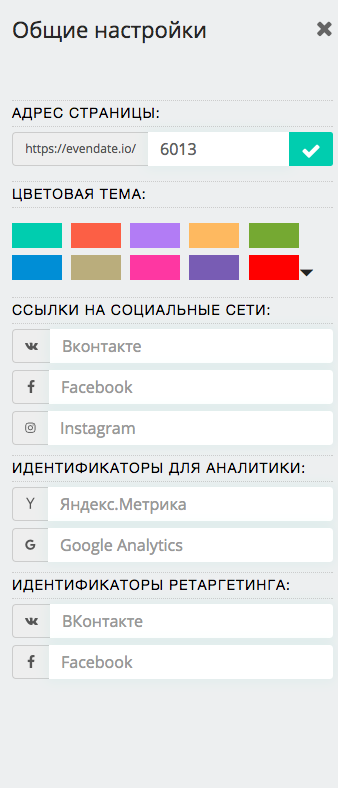 Общие настройки
АДРЕС СТРАНИЦЫ:
https://evendate.io/ 6013
ЦВЕТОВАЯ ТЕМА:
ССЫЛКИ НА СОЦИАЛЬНЫЕ СЕТИ:
Вконтакте
Facebook
Instagram
ИДЕНТИФИКАТОРЫ ДЛЯ АНАЛИТИКИ:
Яндекс.Метрика
Google Analytics
ИДЕНТИФИКАТОРЫ РЕТАРГЕТИНГА:
ВКонтакте
Facebook